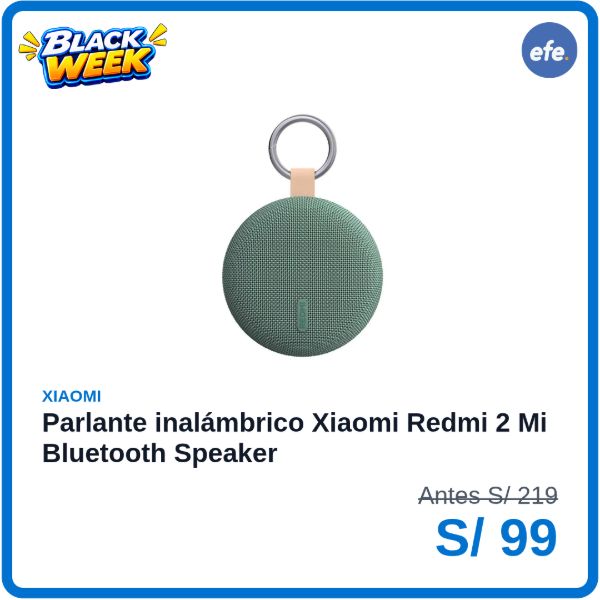 BLACK
WEEK
efe.
XIAOMI
Parlante inalámbrico Xiaomi Redmi 2 Mi
Bluetooth Speaker
Antes S/ 219
S/ 99